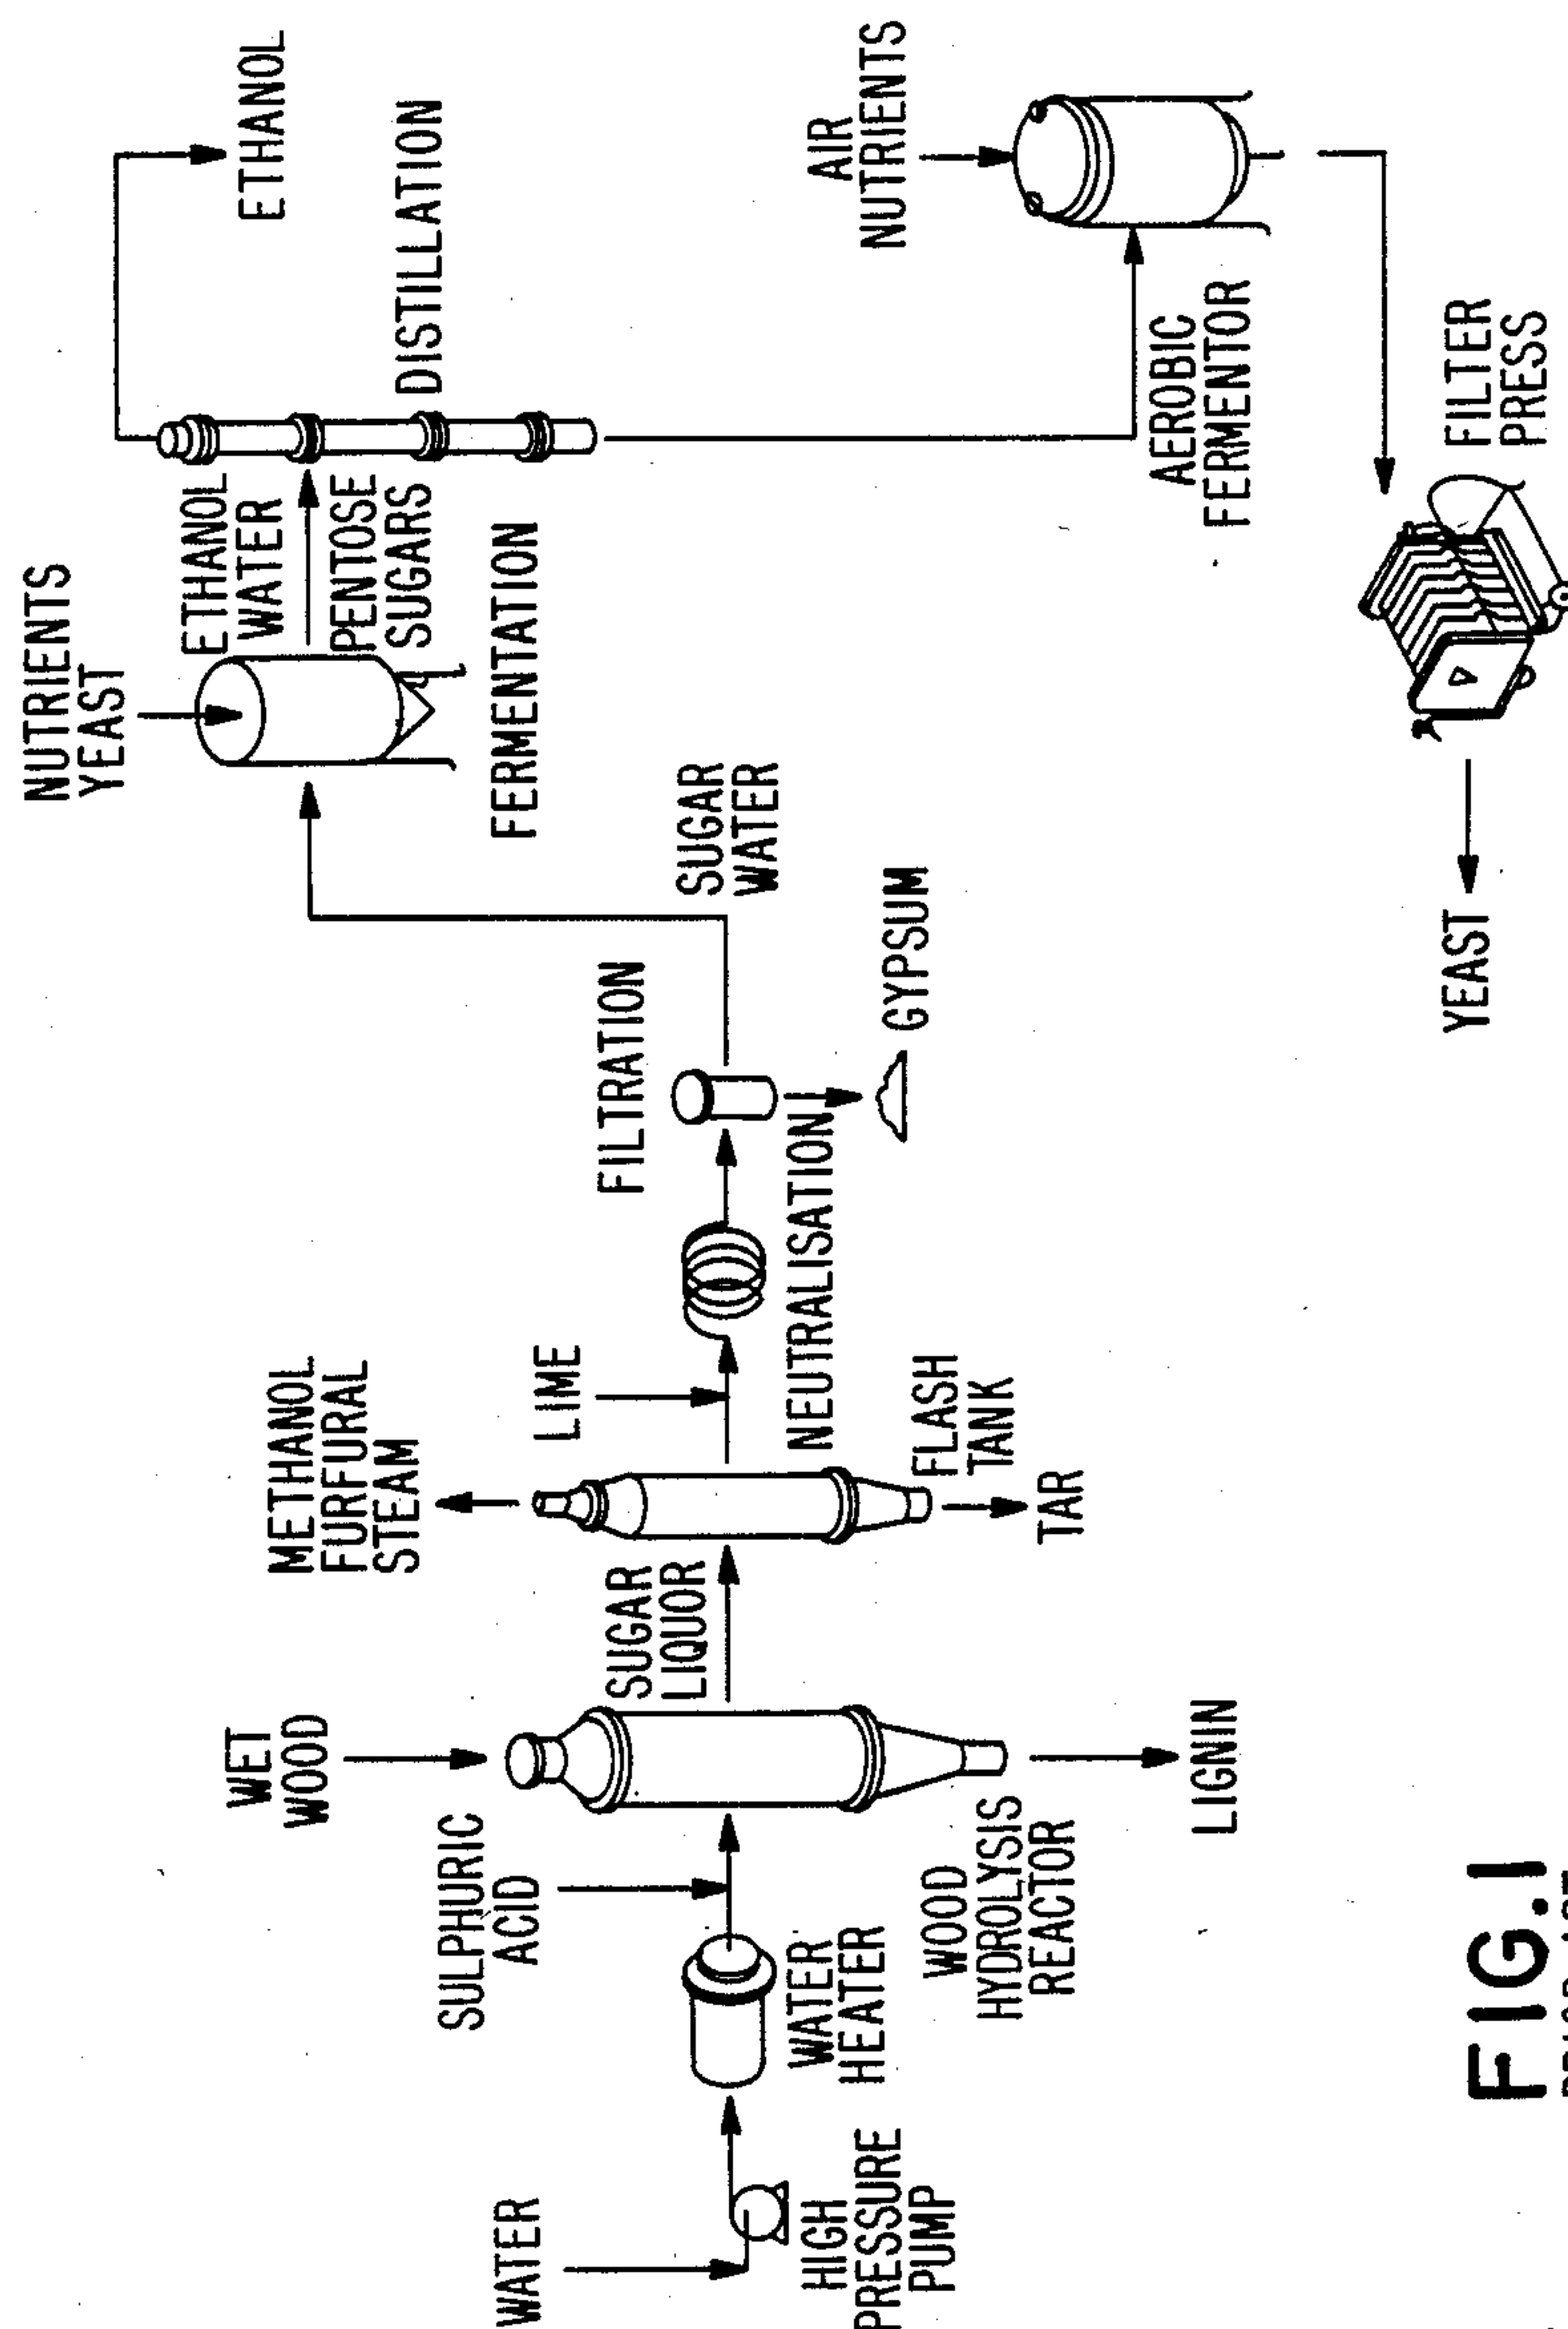 WATER
HIGH
PRESSURE
PUMP
WATER
HEATER
SULPHURIC
ACID
WET
WOOD
WOOD
HYDROLYSIS
REACTOR
LIGNIN
SUGAR
LIQUOR
METHANOL
FURFURAL
STEAM
FLASH
TANK
TAR
LIME
NEUTRALISATION
FILTRATION
GYPSUM
SUGAR
WATER
NUTRIENTS
YEAST
FERMENTATION
ETHANOL
WATER
PENTOSE
SUGARS
DISTILLATION
ETHANOL
AIR
NUTRIENTS
AEROBIC
FERMENTOR
FILTER
PRESS
YEAST
FIG.1